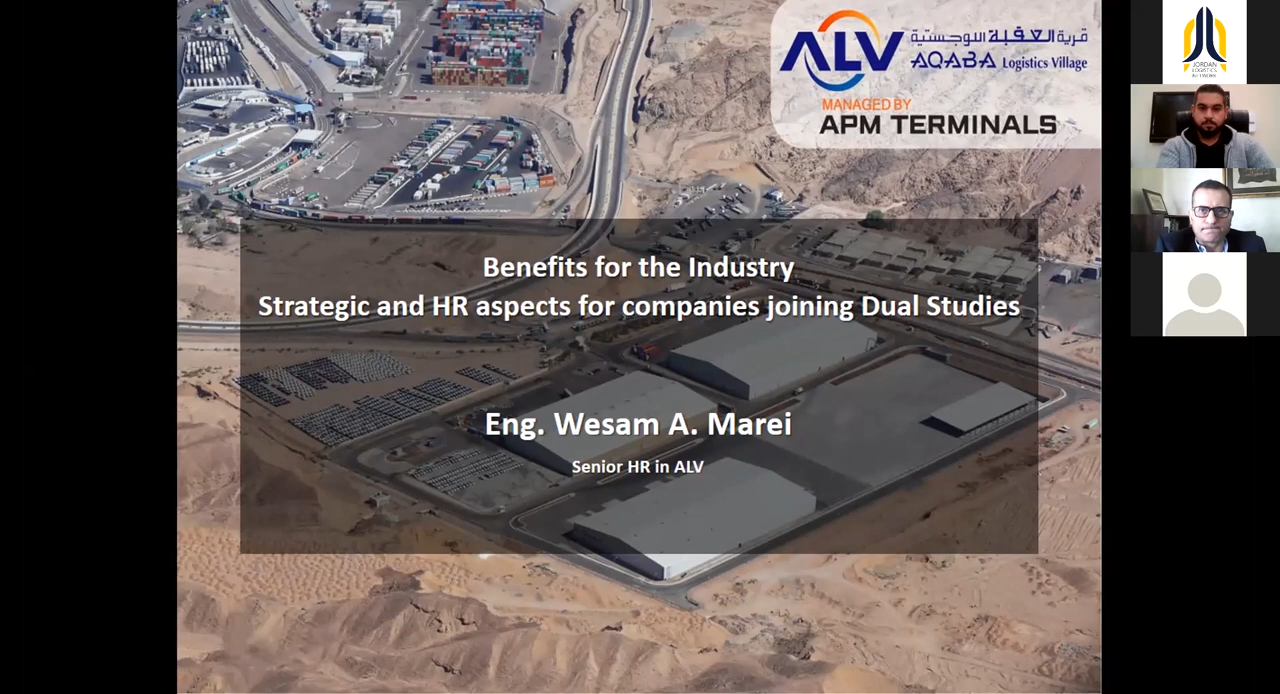 ALV
قرية العقبة اللوجستية
AQABA Logistics Village
MANAGED BY
APM TERMINALS
JORDAN
LOGISTICS
Benefits for the Industry
Strategic and HR aspects for companies joining Dual Studies
Eng. Wesam A. Marei
Senior HR in ALV